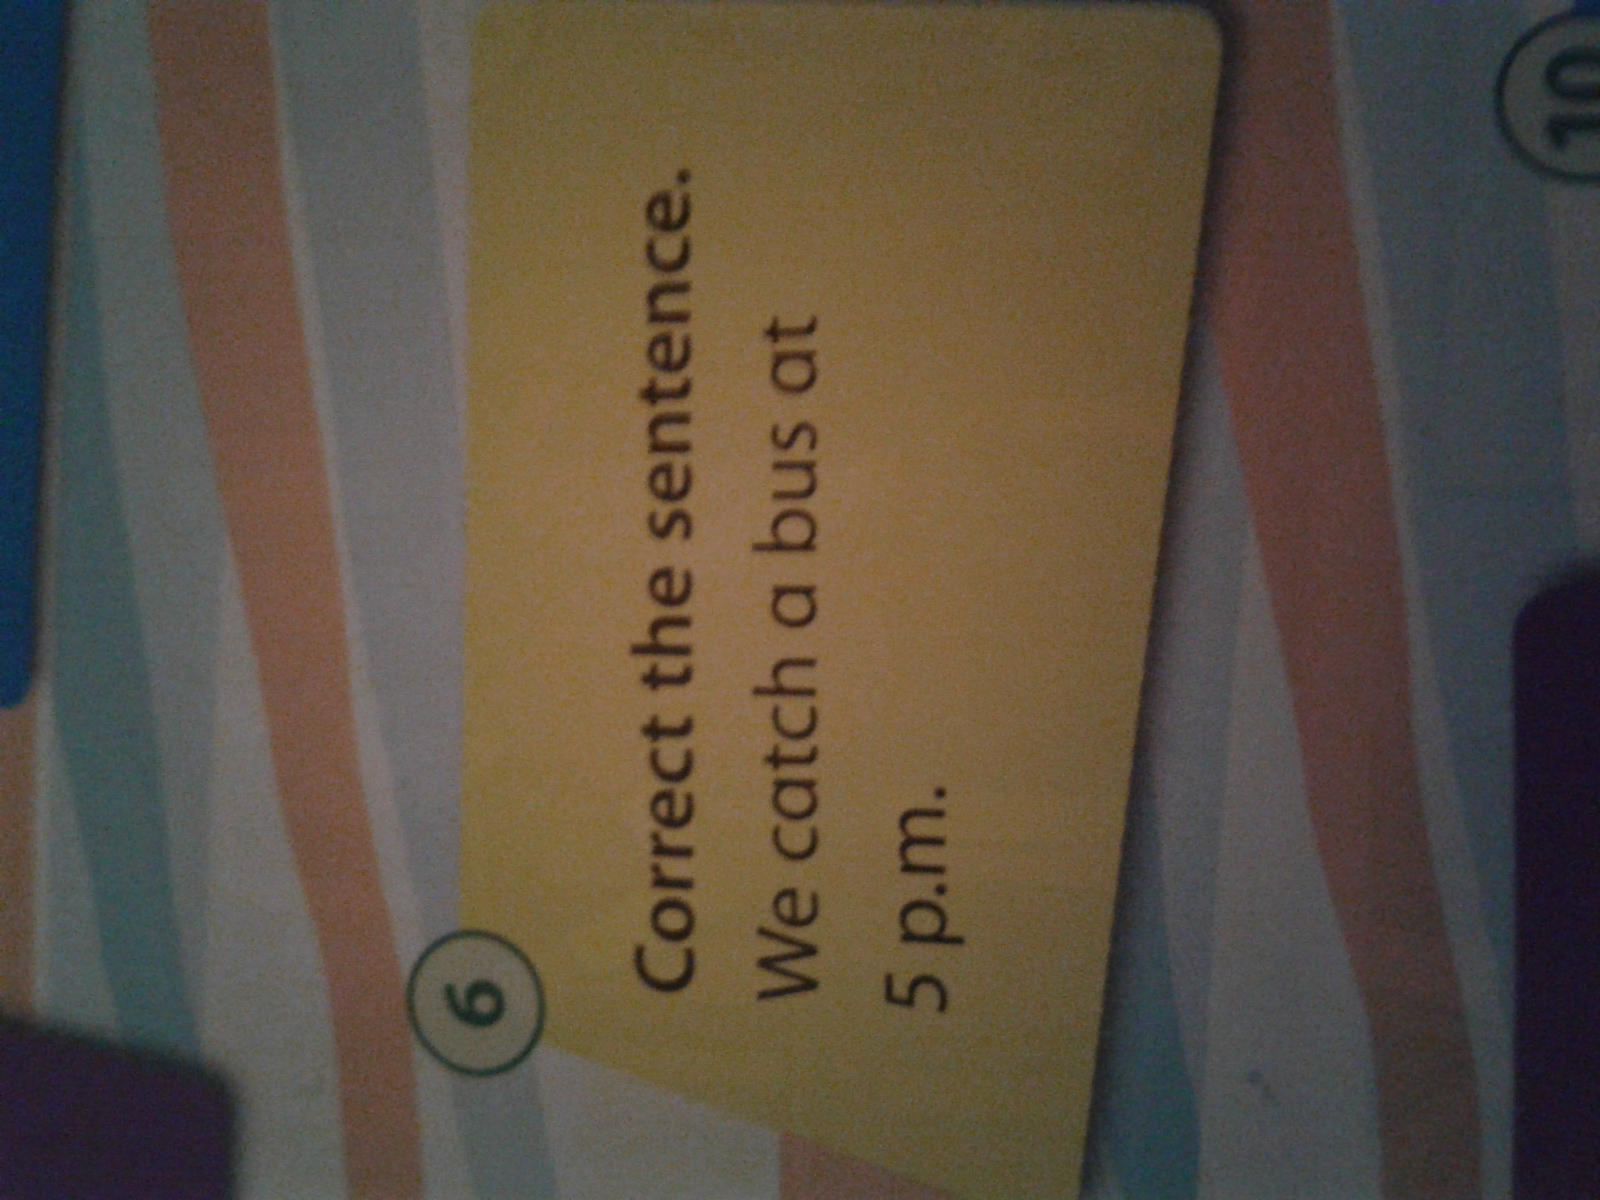 6
Correct the sentence.
We catch a bus at
5 p.m.
10